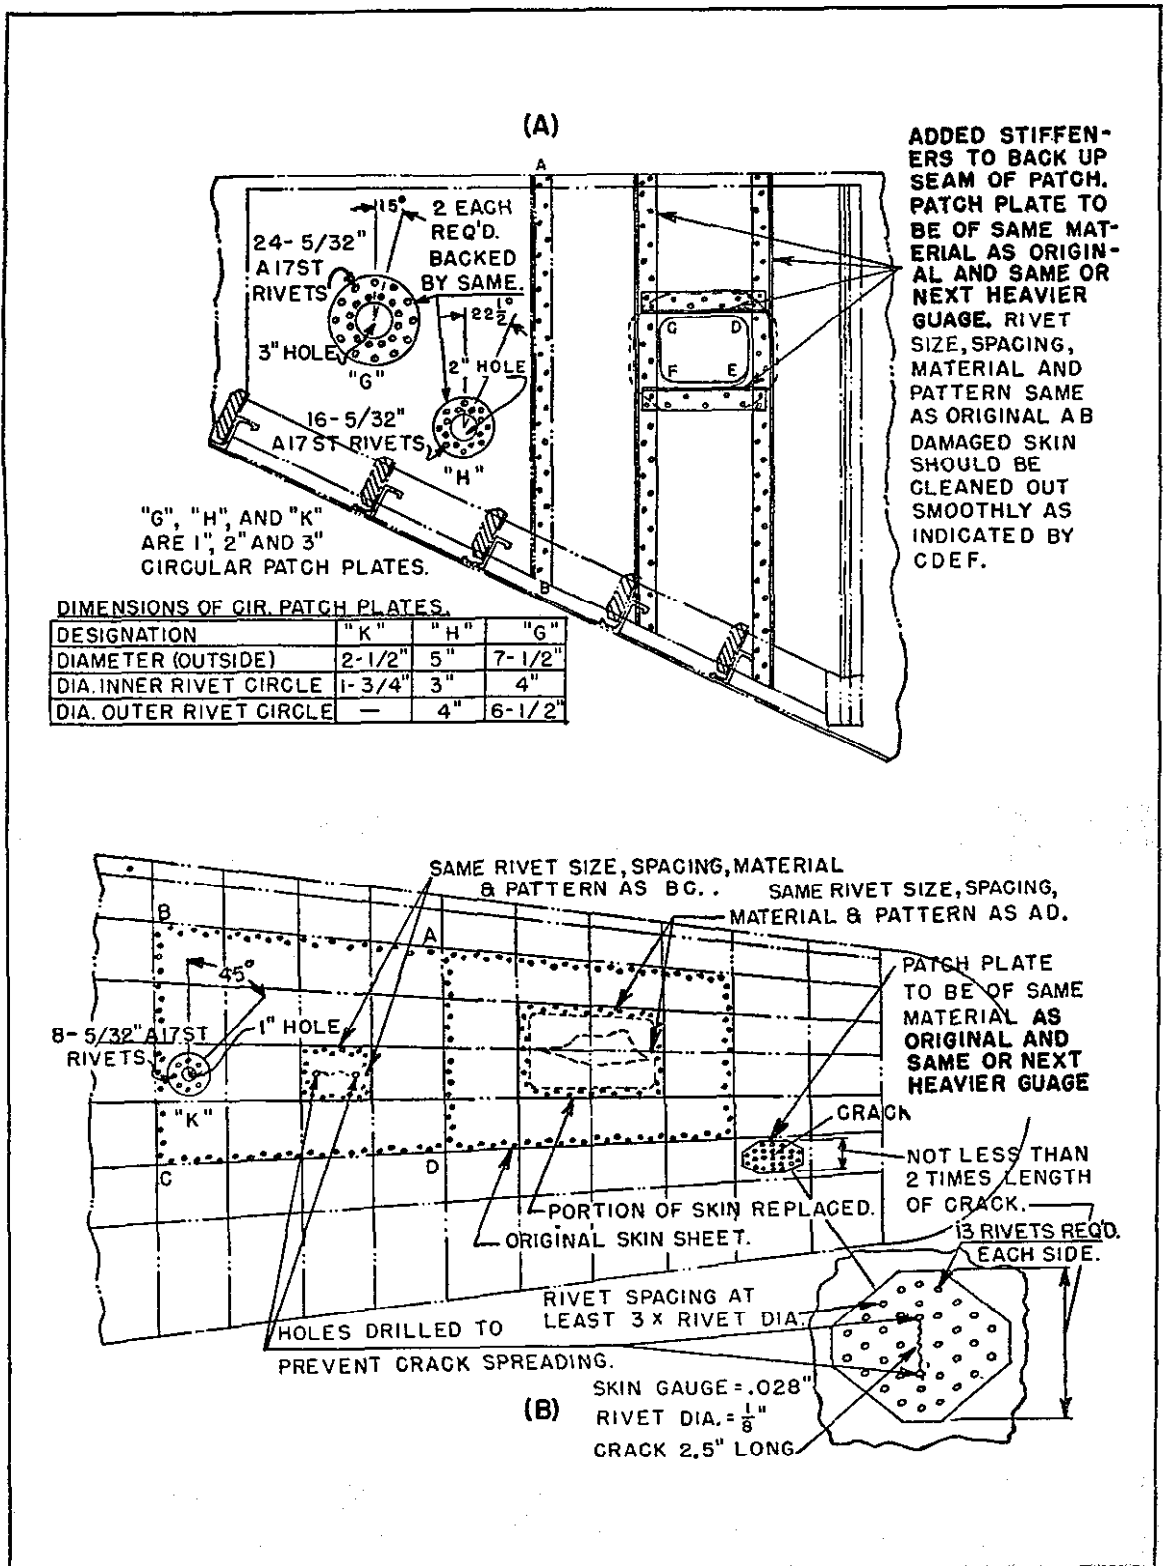 (A)
A
15°
2 EACH
REQ'D.
BACKED
BY SAME.
24-5/32"
A17ST
RIVETS
3" HOLE
"G"
22½°
2" HOLE
16-5/32"
A17ST RIVETS
"H"
C D
F E
B
ADDED STIFFEN-
ERS TO BACK UP
SEAM OF PATCH.
PATCH PLATE TO
BE OF SAME MAT-
ERIAL AS ORIGIN-
AL AND SAME OR
NEXT HEAVIER
GUAGE. RIVET
SIZE, SPACING,
MATERIAL AND
PATTERN SAME
AS ORIGINAL AB
DAMAGED SKIN
SHOULD BE
CLEANED OUT
SMOOTHLY AS
INDICATED BY
CDEF.
"G", "H", AND "K"
ARE 1", 2" AND 3"
CIRCULAR PATCH PLATES.
DIMENSIONS OF CIR. PATCH PLATES.
DESIGNATION "K" "H" "G"
DIAMETER (OUTSIDE) 2-1/2" 5" 7-1/2"
DIA. INNER RIVET CIRCLE 1-3/4" 3" 4"
DIA. OUTER RIVET CIRCLE — 4" 6-1/2"
SAME RIVET SIZE, SPACING, MATERIAL
& PATTERN AS BC..
SAME RIVET SIZE, SPACING,
MATERIAL & PATTERN AS AD.
B
A
45°
8-5/32" A17ST
RIVETS
1" HOLE
"K"
C
D
PATCH PLATE
TO BE OF SAME
MATERIAL AS
ORIGINAL AND
SAME OR NEXT
HEAVIER GUAGE
CRACK
NOT LESS THAN
2 TIMES LENGTH
OF CRACK.
PORTION OF SKIN REPLACED.
ORIGINAL SKIN SHEET.
13 RIVETS REQ'D.
EACH SIDE.
RIVET SPACING AT
LEAST 3 X RIVET DIA.
HOLES DRILLED TO
PREVENT CRACK SPREADING.
(B)
SKIN GAUGE = .028"
RIVET DIA. = 1/8"
CRACK 2.5" LONG